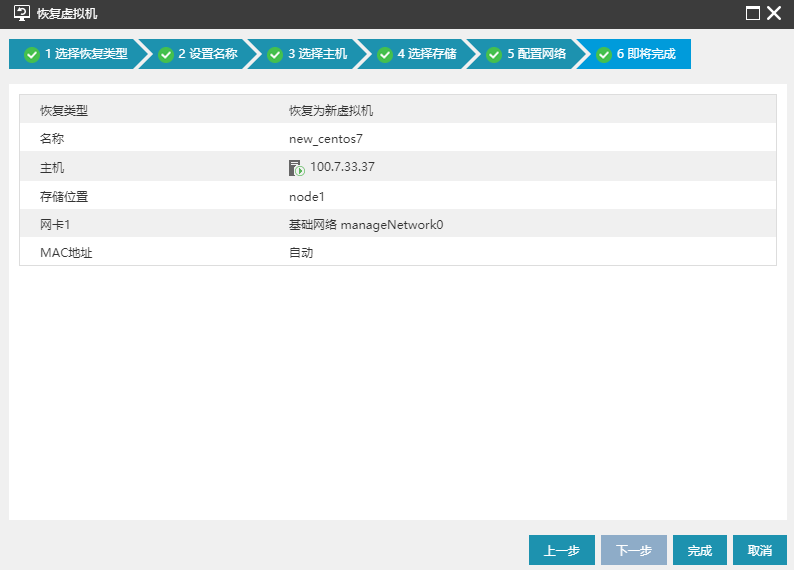 恢复虚拟机
1 选择恢复类型 2 设置名称 3 选择主机 4 选择存储 5 配置网络 6 即将完成
恢复类型 恢复为新虚拟机
名称 new_centos7
主机 100.7.33.37
存储位置 node1
网卡1 基础网络 manageNetwork0
MAC地址 自动
上一步 下一步 完成 取消